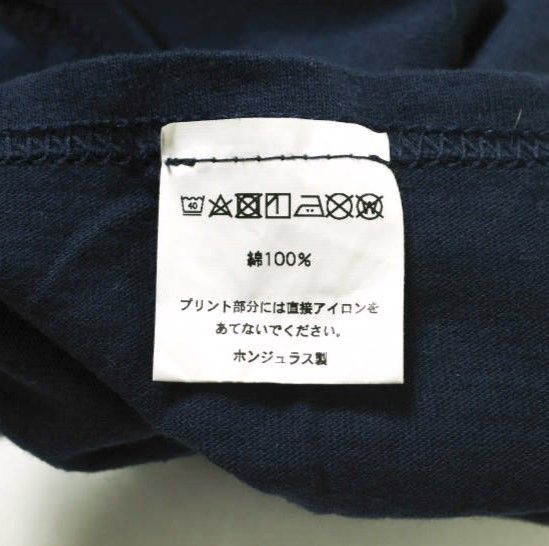 40
綿100%
プリント部分には直接アイロンを
あてないでください。
ホンジュラス製